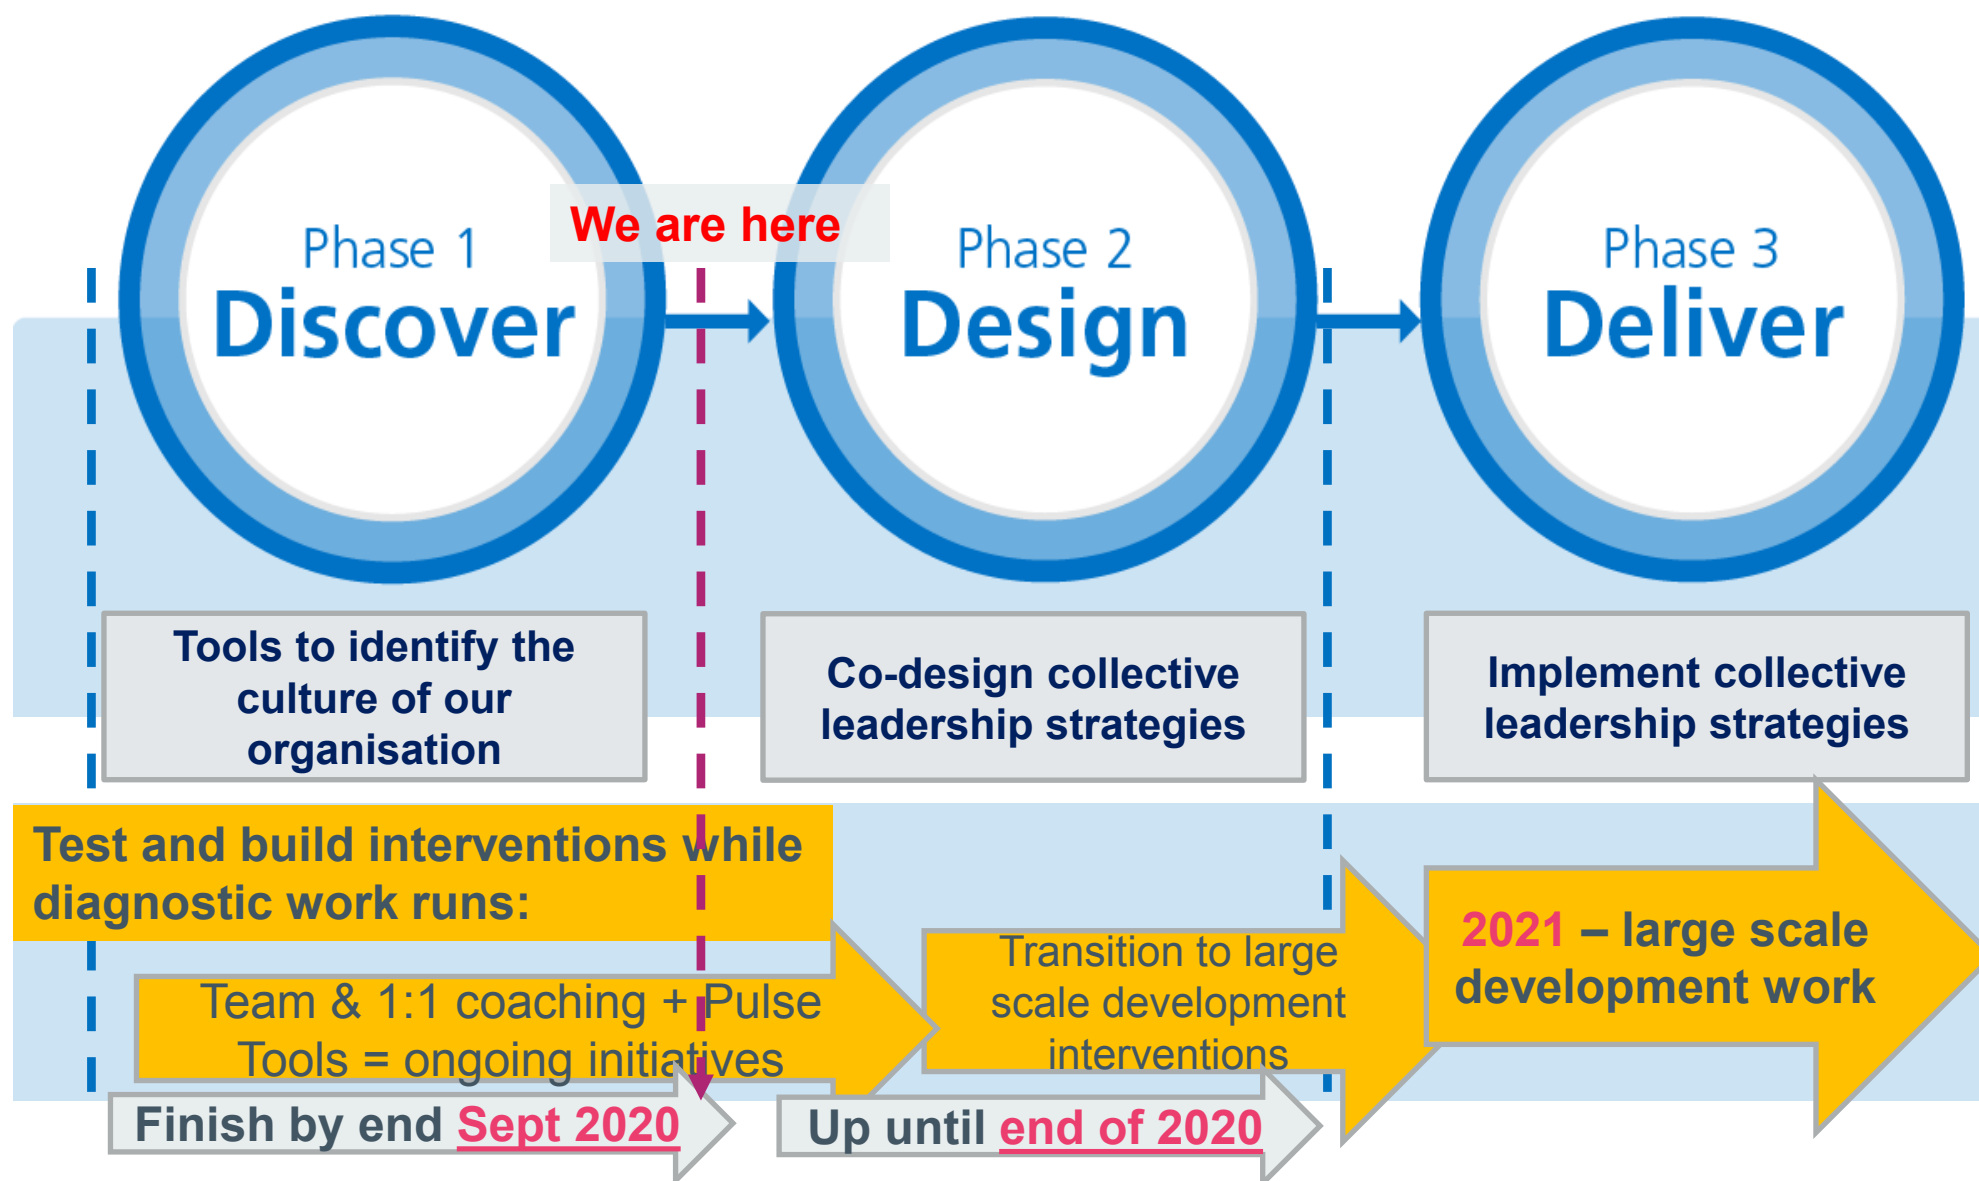 We are here
Phase 1
Discover
Phase 2
Design
Phase 3
Deliver
Tools to identify the
culture of our
organisation
Co-design collective
leadership strategies
Implement collective
leadership strategies
Test and build interventions while
diagnostic work runs:
Team & 1:1 coaching + Pulse
Tools = ongoing initiatives
Transition to large
scale development
interventions
2021 – large scale
development work
Finish by end Sept 2020
Up until end of 2020